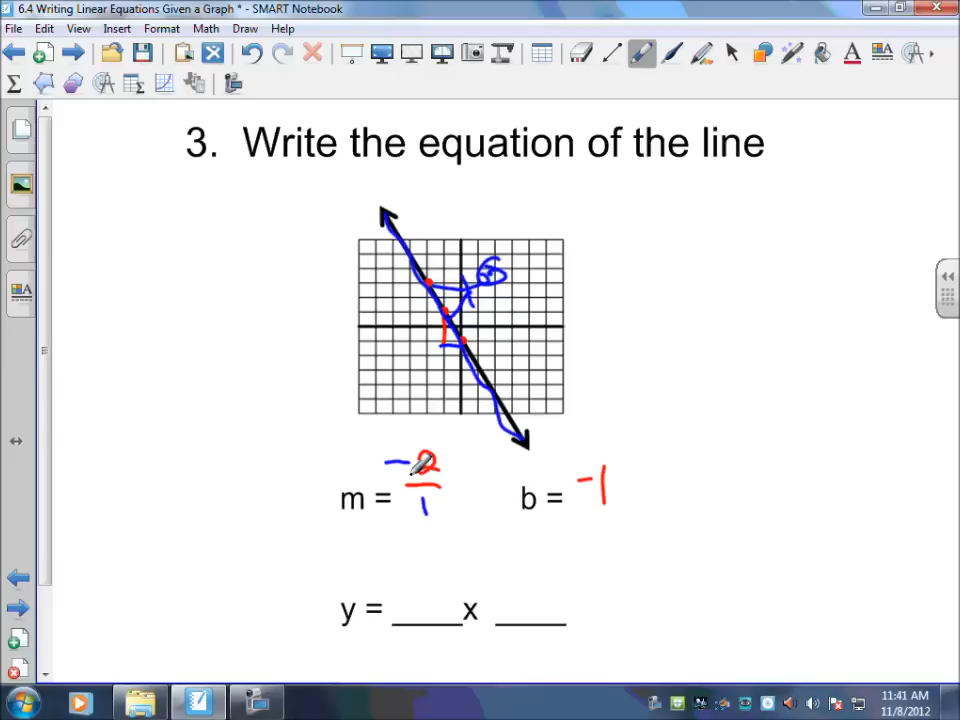 6.4 Writing Linear Equations Given a Graph * - SMART Notebook
File Edit View Insert Format Math Draw Help
3. Write the equation of the line
m = -2/1
b = -1
y = ____x ____
11:41 AM
11/8/2012